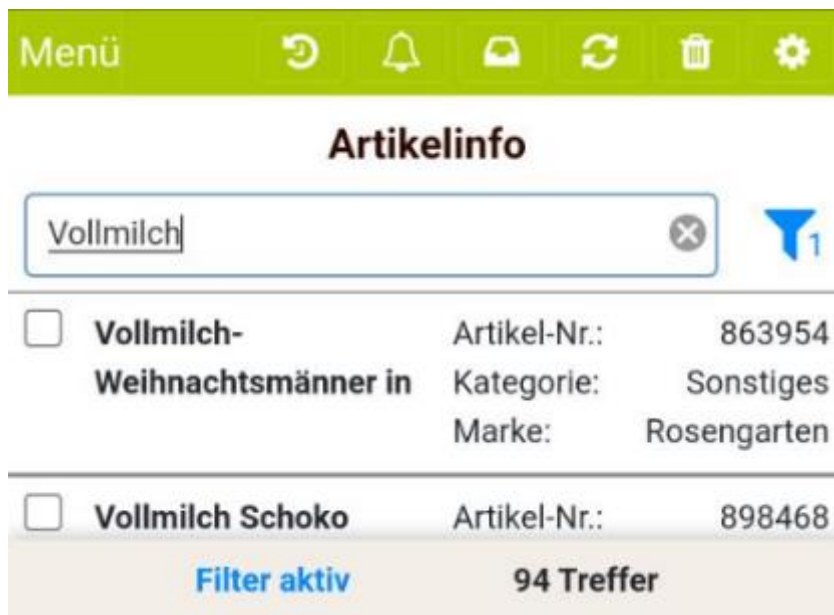 Menü
Artikelinfo
Vollmilch
1
Vollmilch- Artikel-Nr.: 863954
Weihnachtsmänner in Kategorie: Sonstiges
Marke: Rosengarten
Vollmilch Schoko Artikel-Nr.: 898468
Filter aktiv 94 Treffer